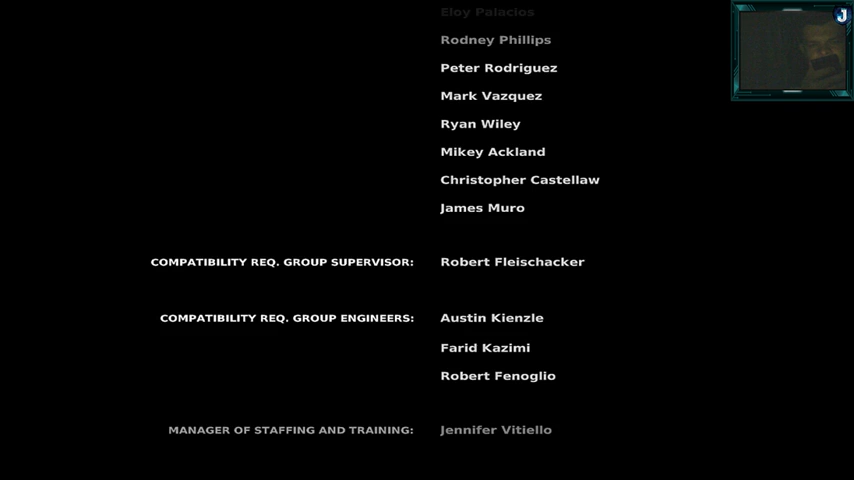 Eloy Palacios
Rodney Phillips
Peter Rodriguez
Mark Vazquez
Ryan Wiley
Mikey Ackland
Christopher Castellaw
James Muro
COMPATIBILITY REQ. GROUP SUPERVISOR: Robert Fleischacker
COMPATIBILITY REQ. GROUP ENGINEERS: Austin Kienzle
Farid Kazimi
Robert Fenoglio
MANAGER OF STAFFING AND TRAINING: Jennifer Vitiello
J